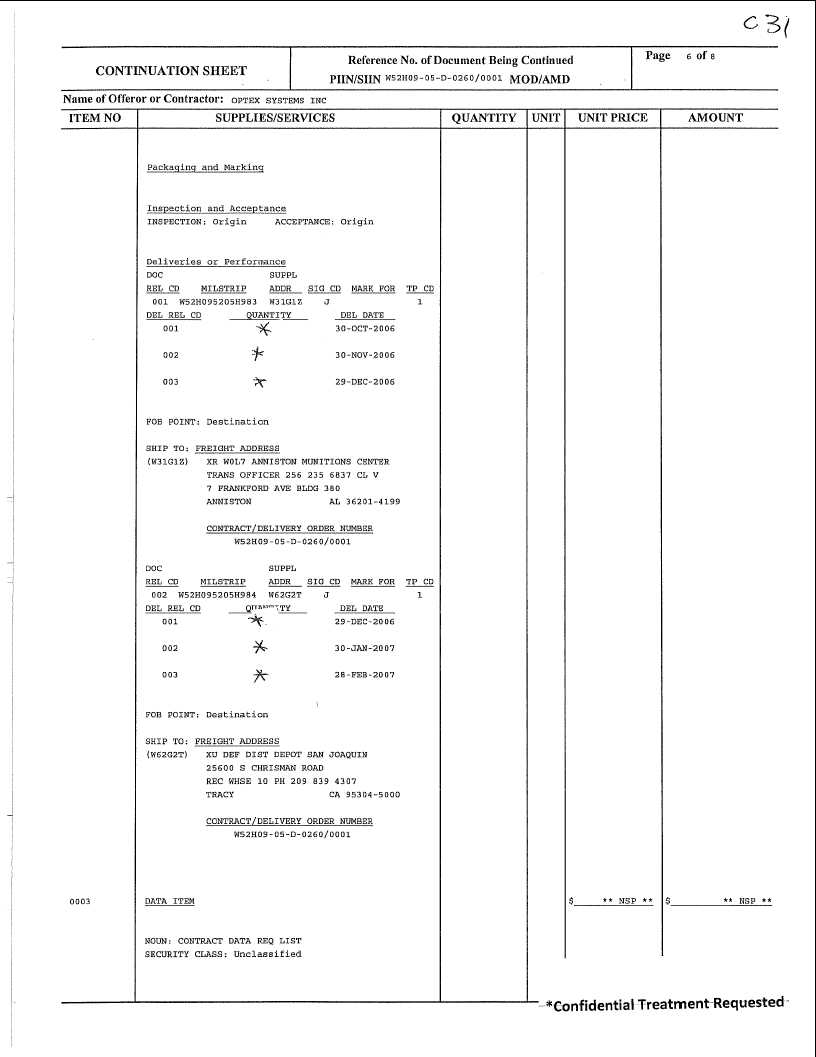 C31
CONTINUATION SHEET
Reference No. of Document Being Continued
PIIN/SIIN W52H09-05-D-0260/0001 MOD/AMD
Page 6 of 8
Name of Offeror or Contractor: OPTEX SYSTEMS INC
ITEM NO SUPPLIES/SERVICES QUANTITY UNIT UNIT PRICE AMOUNT
Packaging and Marking
Inspection and Acceptance
INSPECTION: Origin ACCEPTANCE: Origin
Deliveries or Performance
DOC SUPPL
REL CD MILSTRIP ADDR SIG CD MARK FOR TP CD
001 W52H095205H983 W31G1Z J 1
DEL REL CD QUANTITY DEL DATE
001 * 30-OCT-2006
002 * 30-NOV-2006
003 * 29-DEC-2006
FOB POINT: Destination
SHIP TO: FREIGHT ADDRESS
(W31G1Z) XR W0L7 ANNISTON MUNITIONS CENTER
TRANS OFFICER 256 235 6837 CL V
7 FRANKFORD AVE BLDG 380
ANNISTON AL 36201-4199
CONTRACT/DELIVERY ORDER NUMBER
W52H09-05-D-0260/0001
DOC SUPPL
REL CD MILSTRIP ADDR SIG CD MARK FOR TP CD
002 W52H095205H984 W62G2T J 1
DEL REL CD QUANTITY DEL DATE
001 * 29-DEC-2006
002 * 30-JAN-2007
003 * 28-FEB-2007
FOB POINT: Destination
SHIP TO: FREIGHT ADDRESS
(W62G2T) XU DEF DIST DEPOT SAN JOAQUIN
25600 S CHRISMAN ROAD
REC WHSE 10 PH 209 839 4307
TRACY CA 95304-5000
CONTRACT/DELIVERY ORDER NUMBER
W52H09-05-D-0260/0001
0003 DATA ITEM $ ** NSP ** $ ** NSP **
NOUN: CONTRACT DATA REQ LIST
SECURITY CLASS: Unclassified
*Confidential Treatment Requested